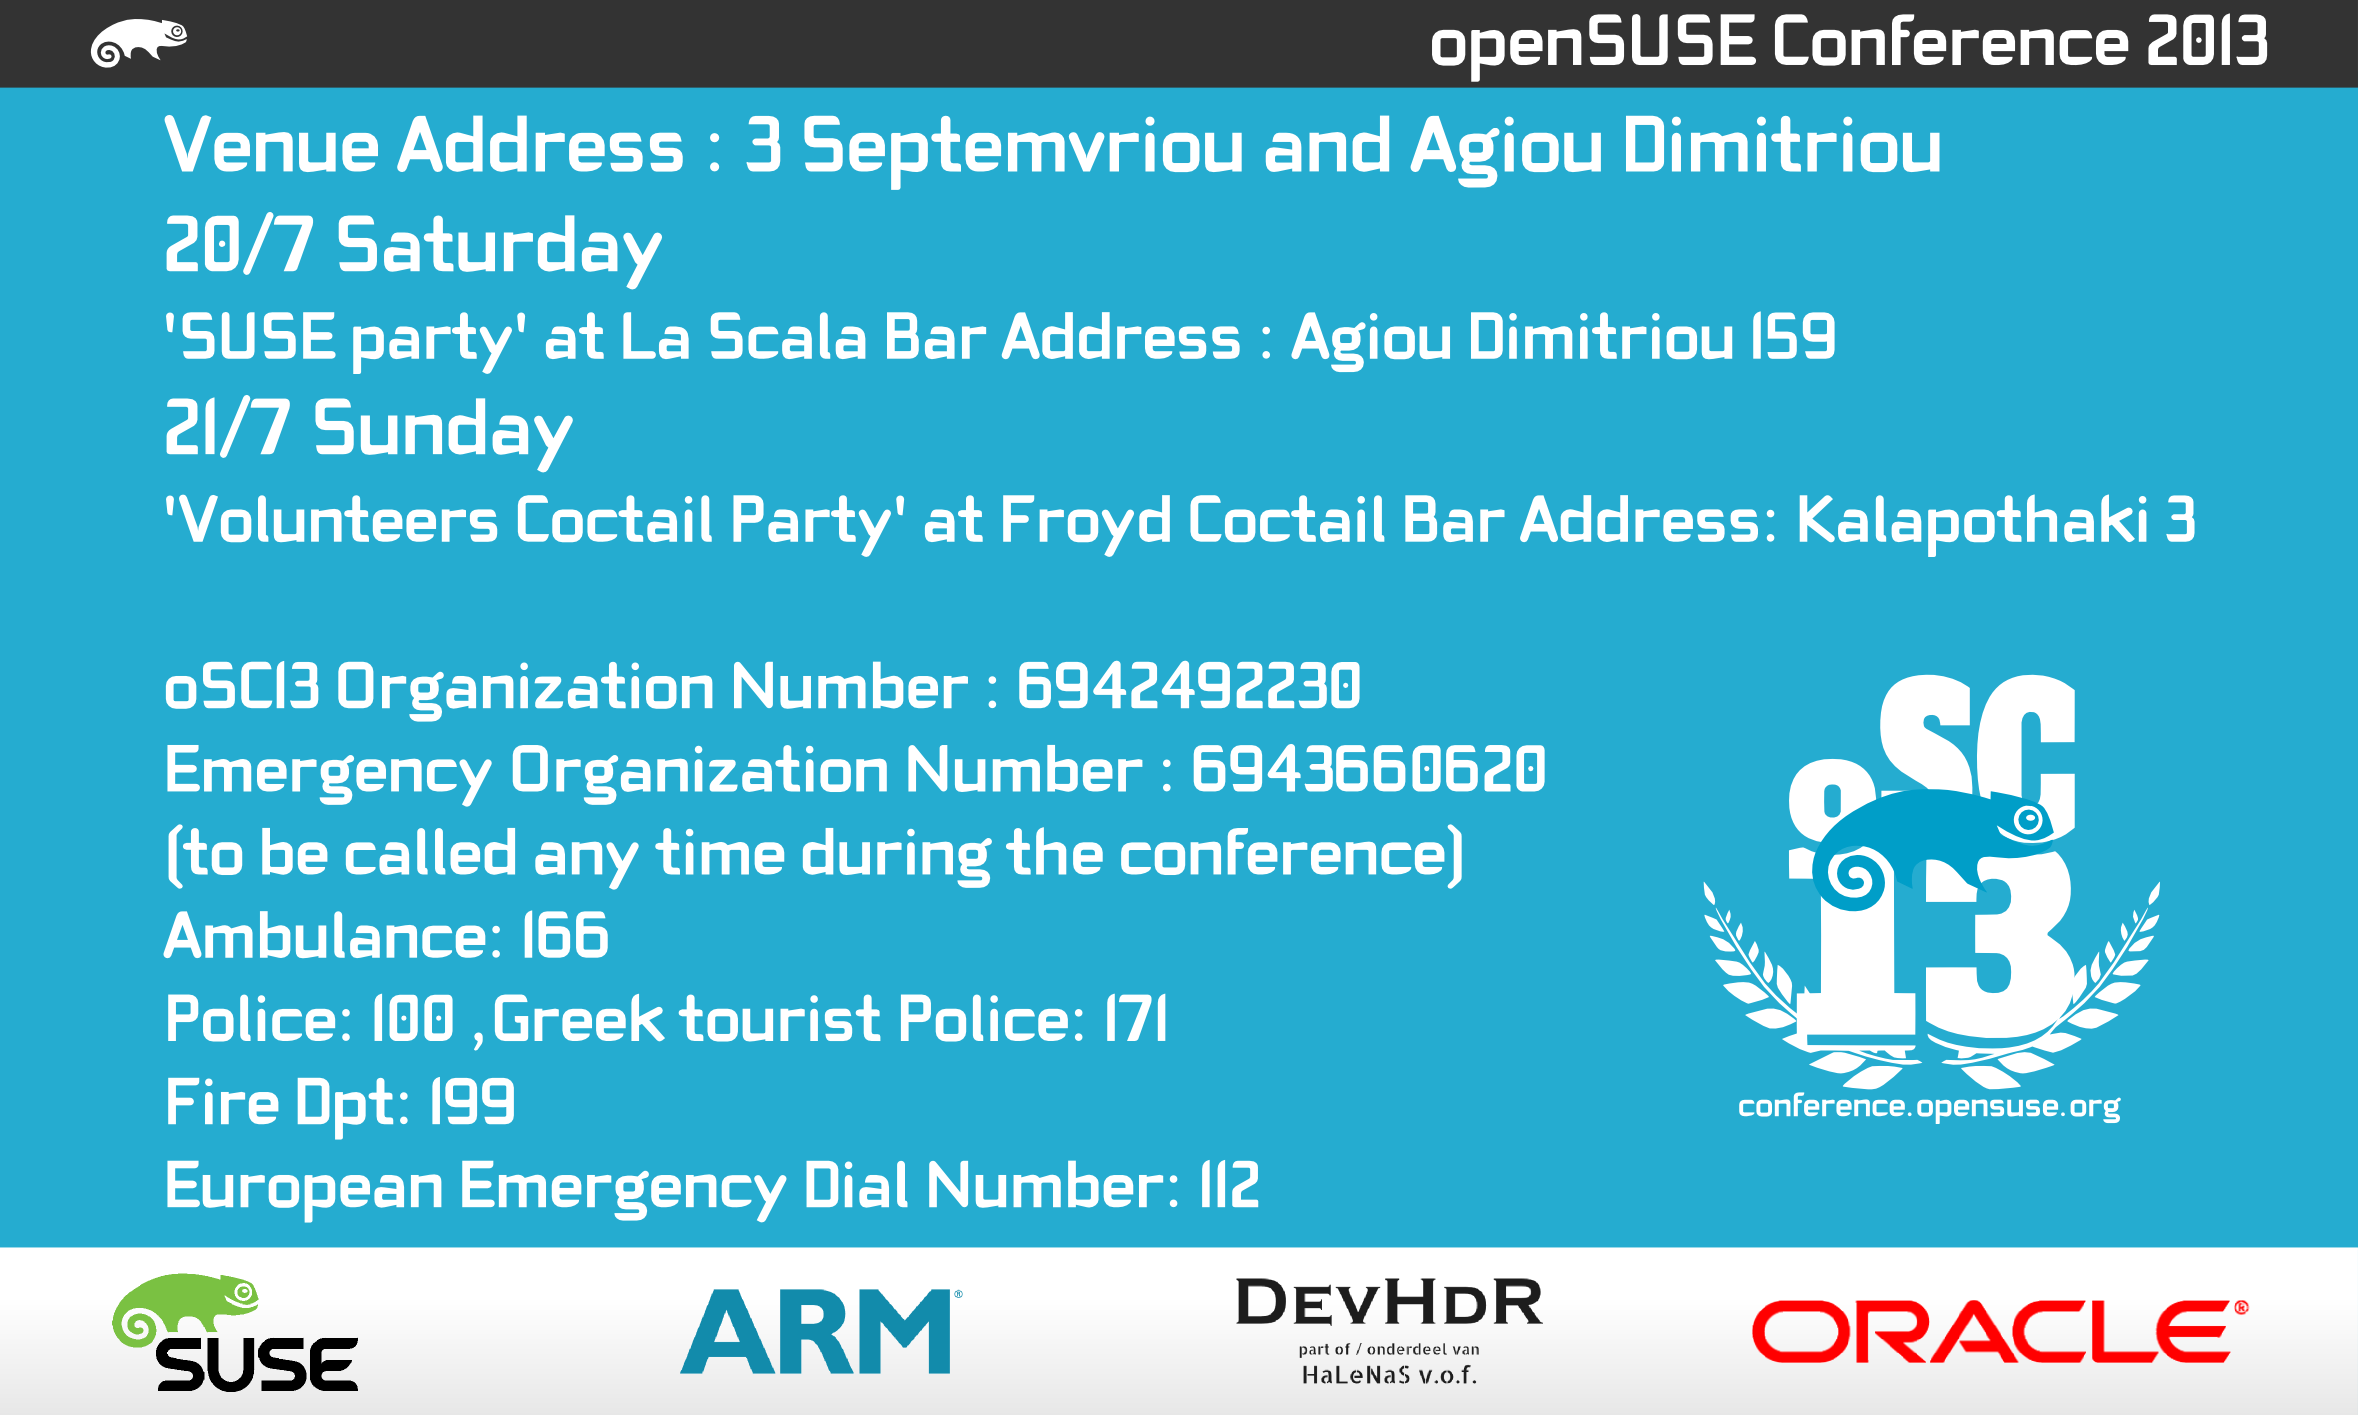 openSUSE Conference 2013
Venue Address : 3 Septemvriou and Agiou Dimitriou
20/7 Saturday
'SUSE party' at La Scala Bar Address : Agiou Dimitriou 159
21/7 Sunday
'Volunteers Coctail Party' at Froyd Coctail Bar Address: Kalapothaki 3
oSC13 Organization Number : 6942492230
Emergency Organization Number : 6943660620
(to be called any time during the conference)
Ambulance: 166
Police: 100 ,Greek tourist Police: 171
Fire Dpt: 199
European Emergency Dial Number: 112
oSC
13
conference.opensuse.org
SUSE
ARM®
DEVHDR
part of / onderdeel van
HaLeNaS v.o.f.
ORACLE®